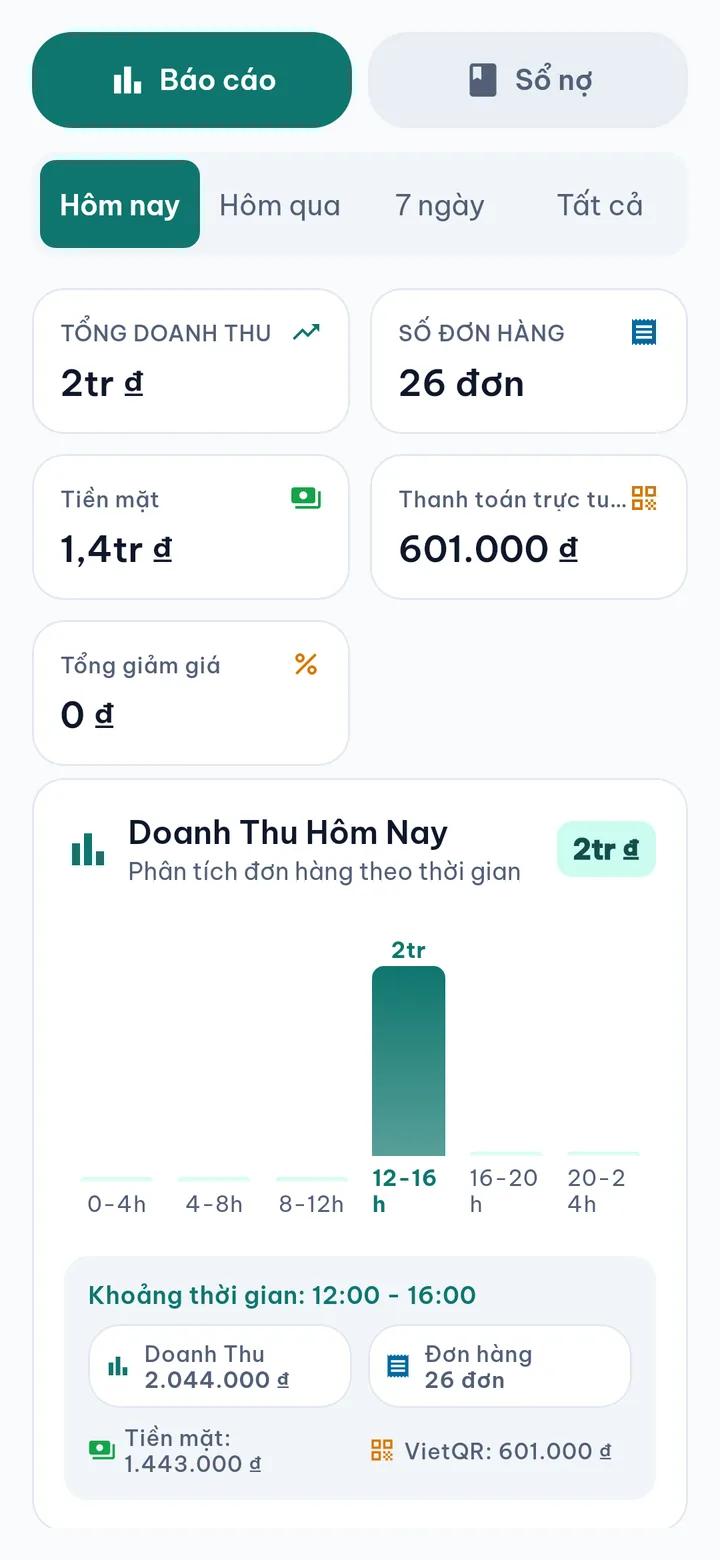 Báo cáo
Sổ nợ
Hôm nay
Hôm qua
7 ngày
Tất cả
TỔNG DOANH THU
2tr ₫
SỐ ĐƠN HÀNG
26 đơn
Tiền mặt
1,4tr ₫
Thanh toán trực tu...
601.000 ₫
Tổng giảm giá
0 ₫
Doanh Thu Hôm Nay
Phân tích đơn hàng theo thời gian
2tr ₫
2tr
0-4h
4-8h
8-12h
12-16
h
16-20
h
20-2
4h
Khoảng thời gian: 12:00 - 16:00
Doanh Thu
2.044.000 ₫
Đơn hàng
26 đơn
Tiền mặt:
1.443.000 ₫
VietQR: 601.000 ₫